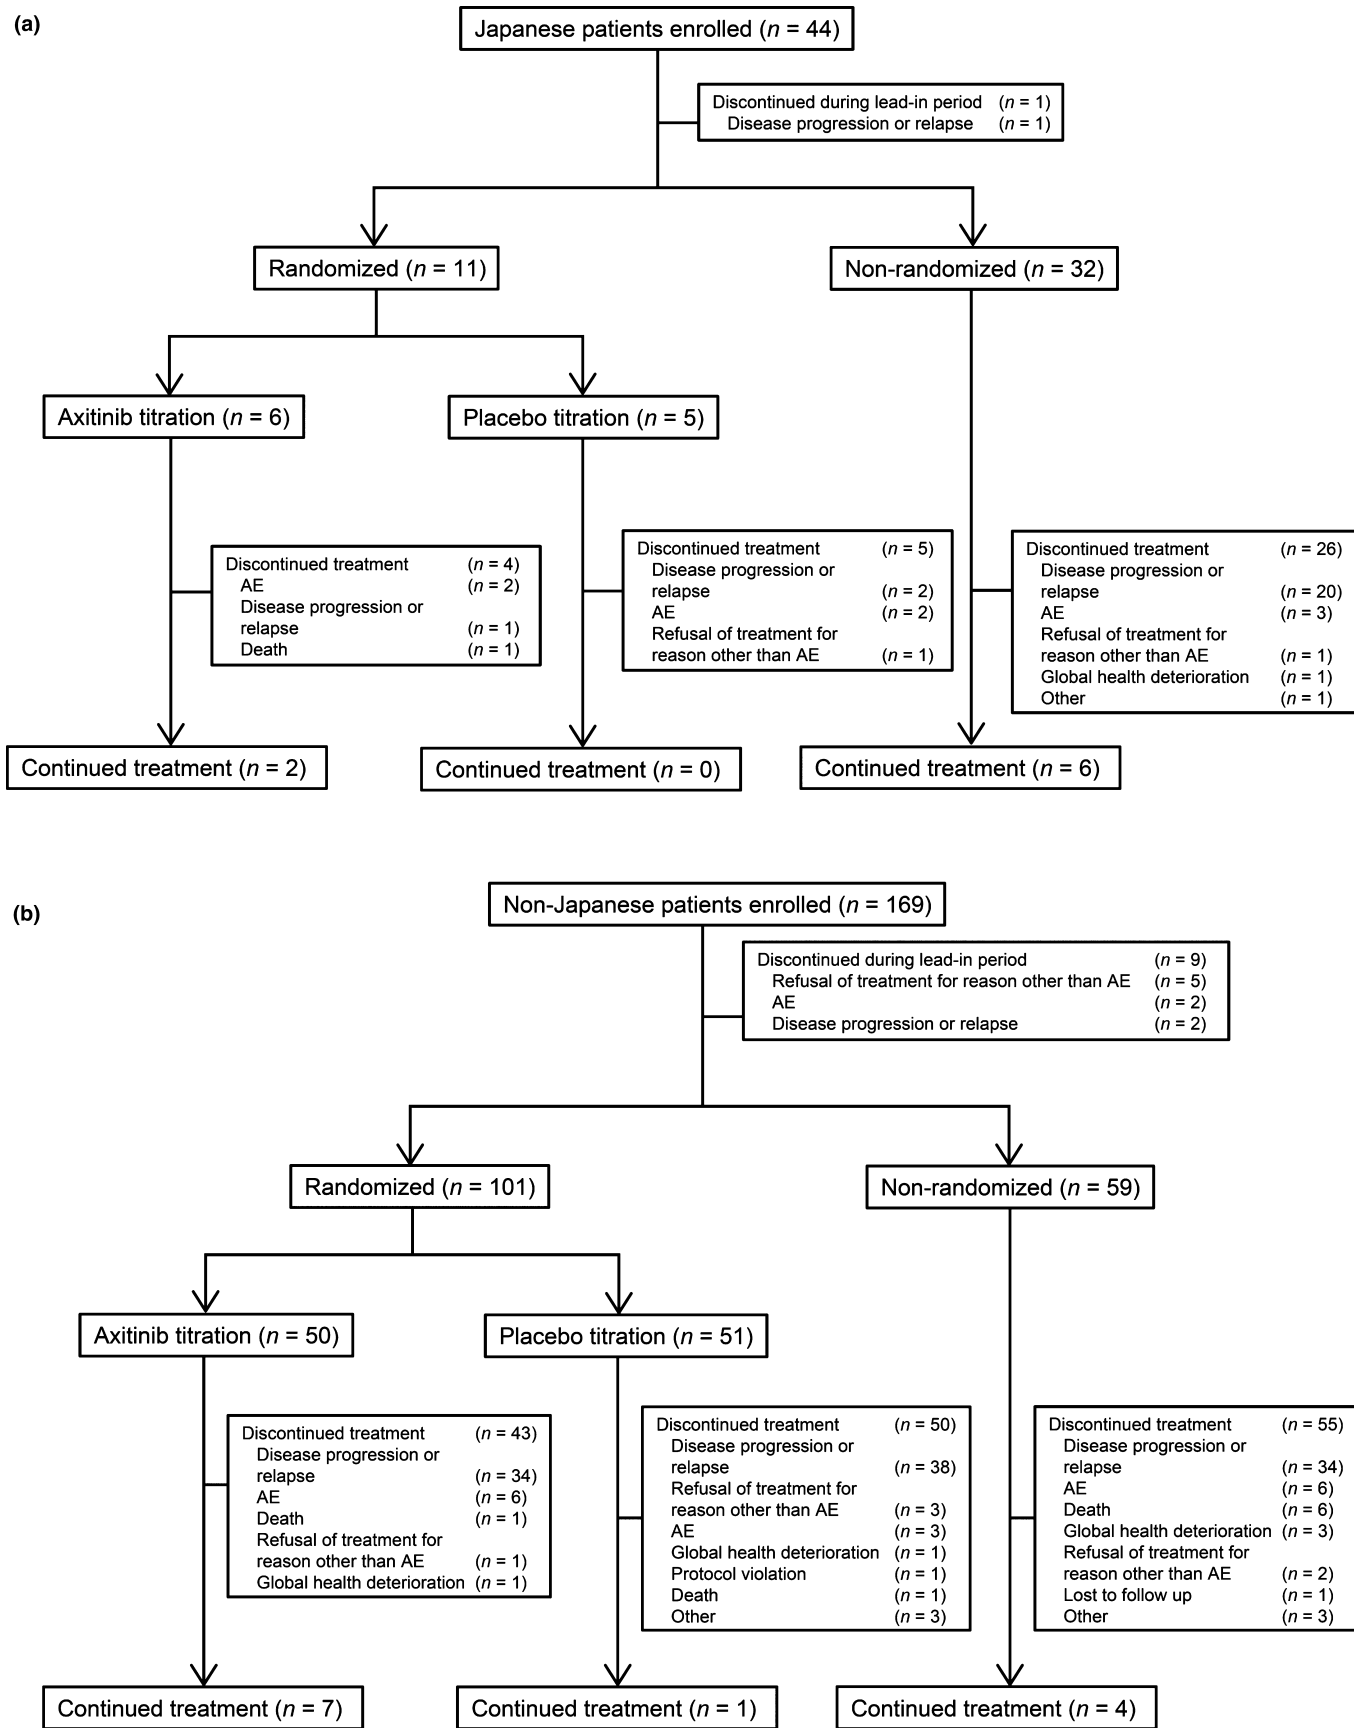 (a)
Japanese patients enrolled (n = 44)
Discontinued during lead-in period (n = 1)
Disease progression or relapse (n = 1)
Randomized (n = 11)
Non-randomized (n = 32)
Axitinib titration (n = 6)
Placebo titration (n = 5)
Discontinued treatment (n = 4)
AE (n = 2)
Disease progression or
relapse (n = 1)
Death (n = 1)
Discontinued treatment (n = 5)
Disease progression or
relapse (n = 2)
AE (n = 2)
Refusal of treatment for
reason other than AE (n = 1)
Discontinued treatment (n = 26)
Disease progression or
relapse (n = 20)
AE (n = 3)
Refusal of treatment for
reason other than AE (n = 1)
Global health deterioration (n = 1)
Other (n = 1)
Continued treatment (n = 2)
Continued treatment (n = 0)
Continued treatment (n = 6)
(b)
Non-Japanese patients enrolled (n = 169)
Discontinued during lead-in period (n = 9)
Refusal of treatment for reason other than AE (n = 5)
AE (n = 2)
Disease progression or relapse (n = 2)
Randomized (n = 101)
Non-randomized (n = 59)
Axitinib titration (n = 50)
Placebo titration (n = 51)
Discontinued treatment (n = 43)
Disease progression or
relapse (n = 34)
AE (n = 6)
Death (n = 1)
Refusal of treatment for
reason other than AE (n = 1)
Global health deterioration (n = 1)
Discontinued treatment (n = 50)
Disease progression or
relapse (n = 38)
Refusal of treatment for
reason other than AE (n = 3)
AE (n = 3)
Global health deterioration (n = 1)
Protocol violation (n = 1)
Death (n = 1)
Other (n = 3)
Discontinued treatment (n = 55)
Disease progression or
relapse (n = 34)
AE (n = 6)
Death (n = 6)
Global health deterioration (n = 3)
Refusal of treatment for
reason other than AE (n = 2)
Lost to follow up (n = 1)
Other (n = 3)
Continued treatment (n = 7)
Continued treatment (n = 1)
Continued treatment (n = 4)